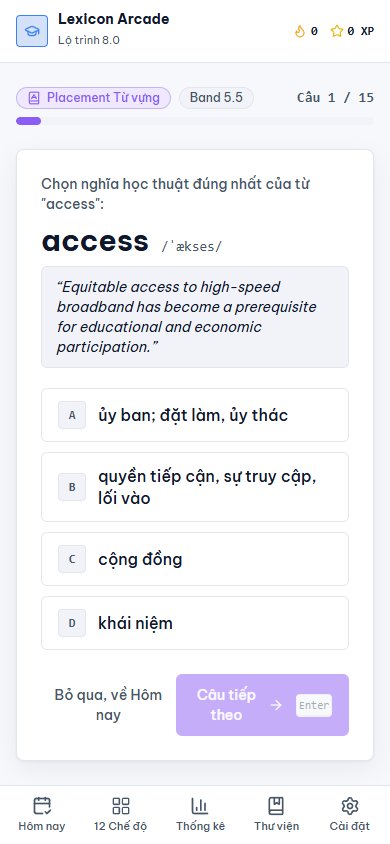 Lexicon Arcade
Lộ trình 8.0
0
0 XP
Placement Từ vựng
Band 5.5
Câu 1 / 15
Chọn nghĩa học thuật đúng nhất của từ
"access":
access /ˈækses/
“Equitable access to high-speed
broadband has become a prerequisite
for educational and economic
participation.”
A ủy ban; đặt làm, ủy thác
B quyền tiếp cận, sự truy cập,
lối vào
C cộng đồng
D khái niệm
Bỏ qua, về Hôm
nay
Câu tiếp
theo
→
Enter
Hôm nay
12 Chế độ
Thống kê
Thư viện
Cài đặt